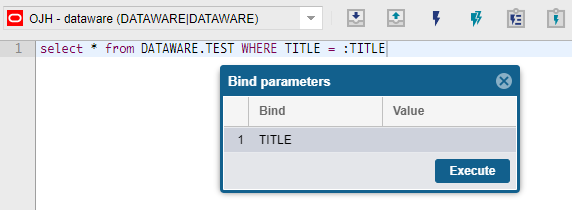 OJH - dataware (DATAWARE|DATAWARE)
1 select * from DATAWARE.TEST WHERE TITLE = :TITLE
Bind parameters
Bind Value
1 TITLE
Execute